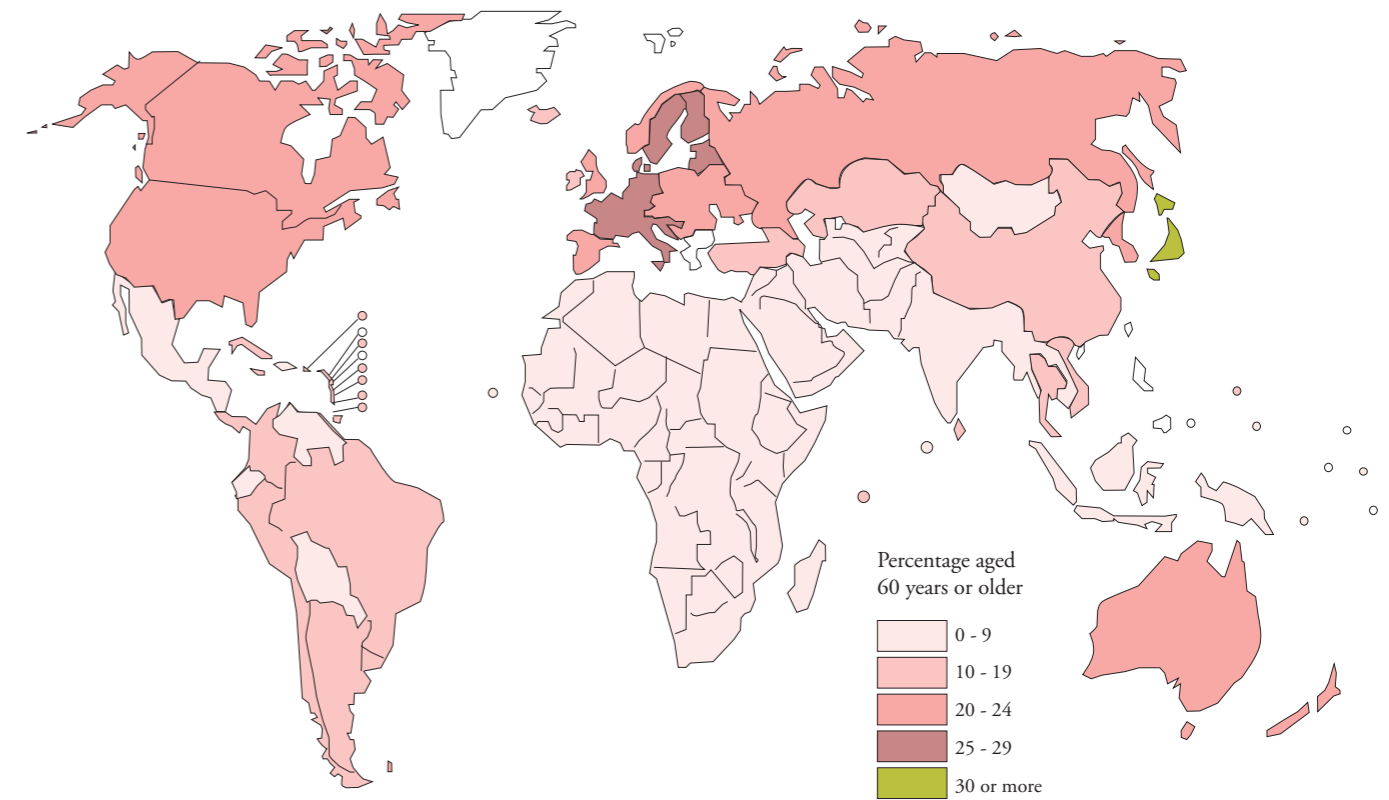 Percentage aged
60 years or older
0 - 9
10 - 19
20 - 24
25 - 29
30 or more